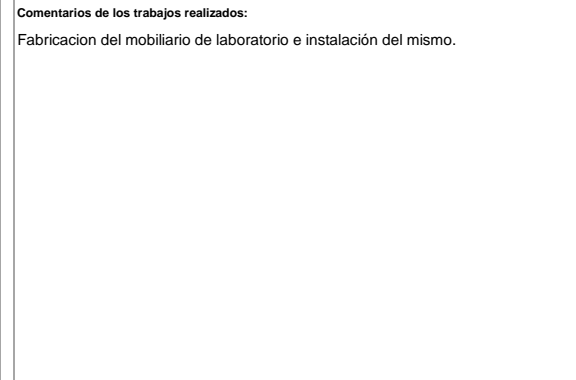 Comentarios de los trabajos realizados:
Fabricacion del mobiliario de laboratorio e instalación del mismo.